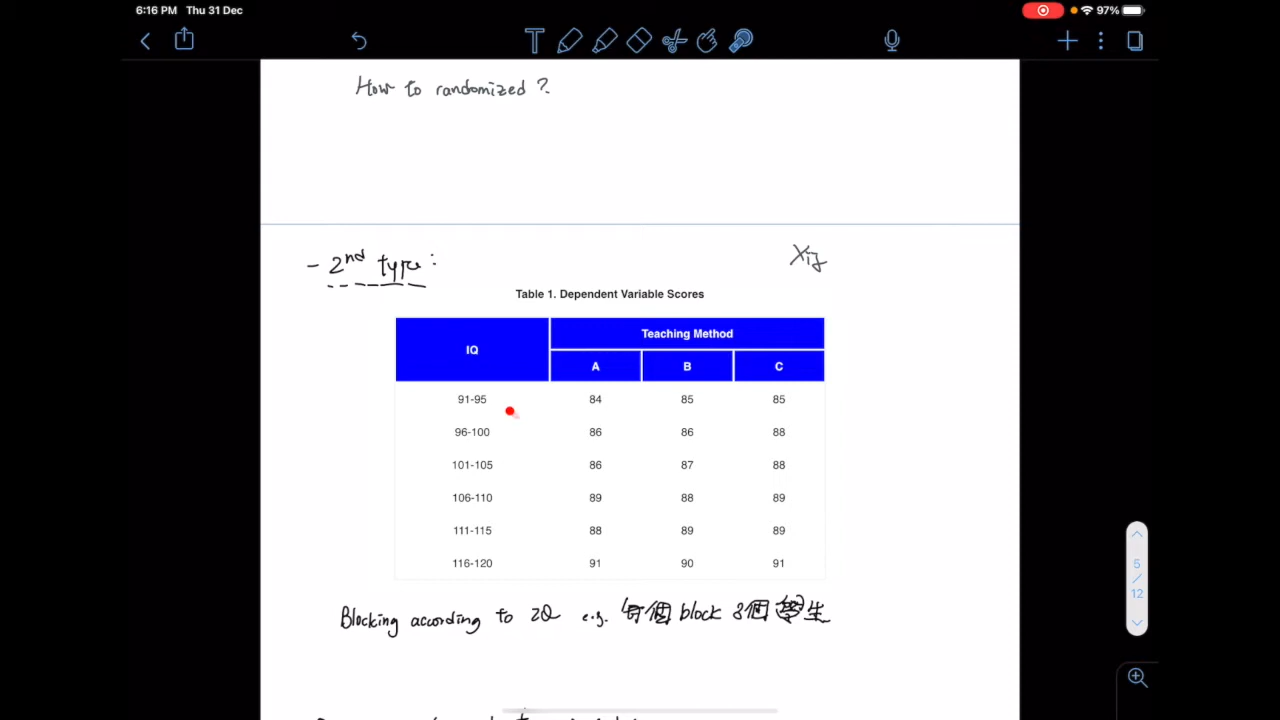 6:16 PM Thu 31 Dec
97%
How to randomized ?
- 2nd type :
Xij
Table 1. Dependent Variable Scores
IQ Teaching Method
A B C
91-95 84 85 85
96-100 86 86 88
101-105 86 87 88
106-110 89 88 89
111-115 88 89 89
116-120 91 90 91
Blocking according to IQ e.g. 每個 block 3個學生
5
/
12